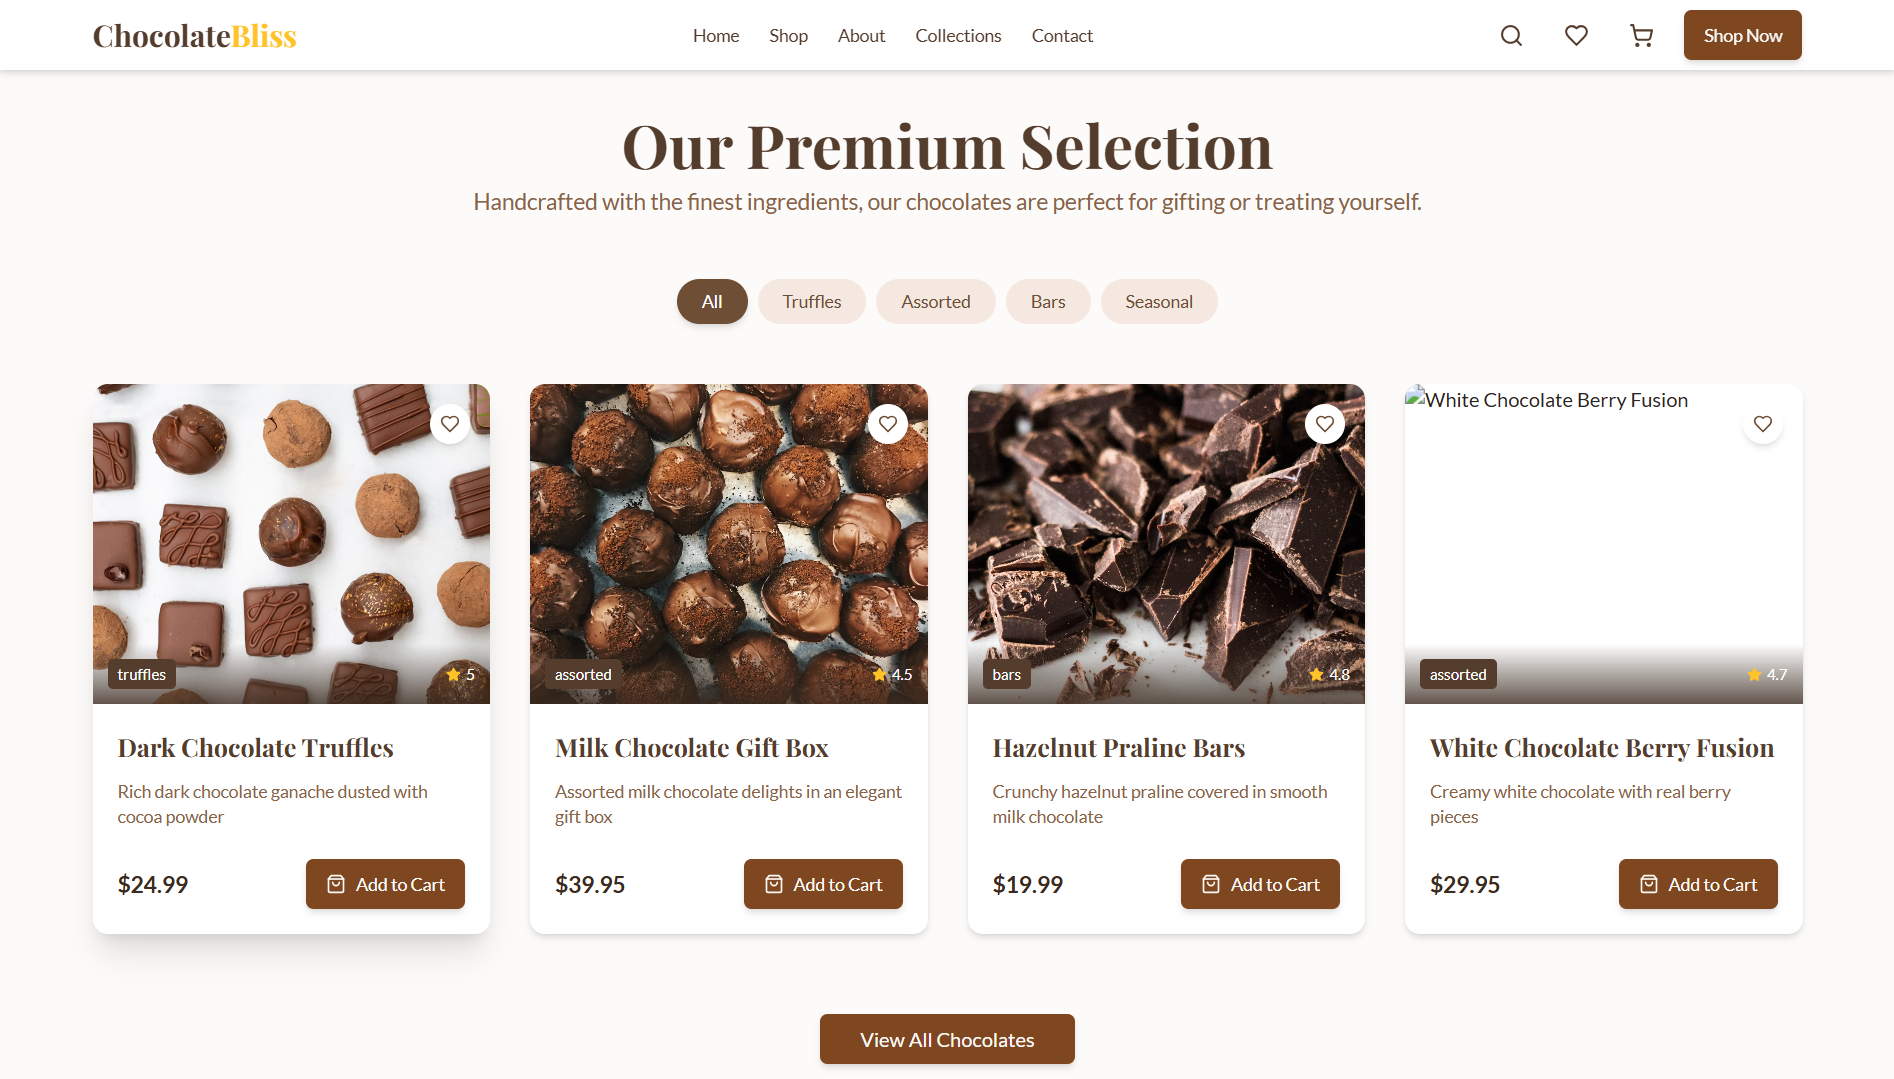 ChocolateBliss
Home Shop About Collections Contact
Shop Now
Our Premium Selection
Handcrafted with the finest ingredients, our chocolates are perfect for gifting or treating yourself.
All Truffles Assorted Bars Seasonal
truffles 5
Dark Chocolate Truffles
Rich dark chocolate ganache dusted with
cocoa powder
$24.99 Add to Cart
assorted 4.5
Milk Chocolate Gift Box
Assorted milk chocolate delights in an elegant
gift box
$39.95 Add to Cart
bars 4.8
Hazelnut Praline Bars
Crunchy hazelnut praline covered in smooth
milk chocolate
$19.99 Add to Cart
White Chocolate Berry Fusion
assorted 4.7
White Chocolate Berry Fusion
Creamy white chocolate with real berry
pieces
$29.95 Add to Cart
View All Chocolates